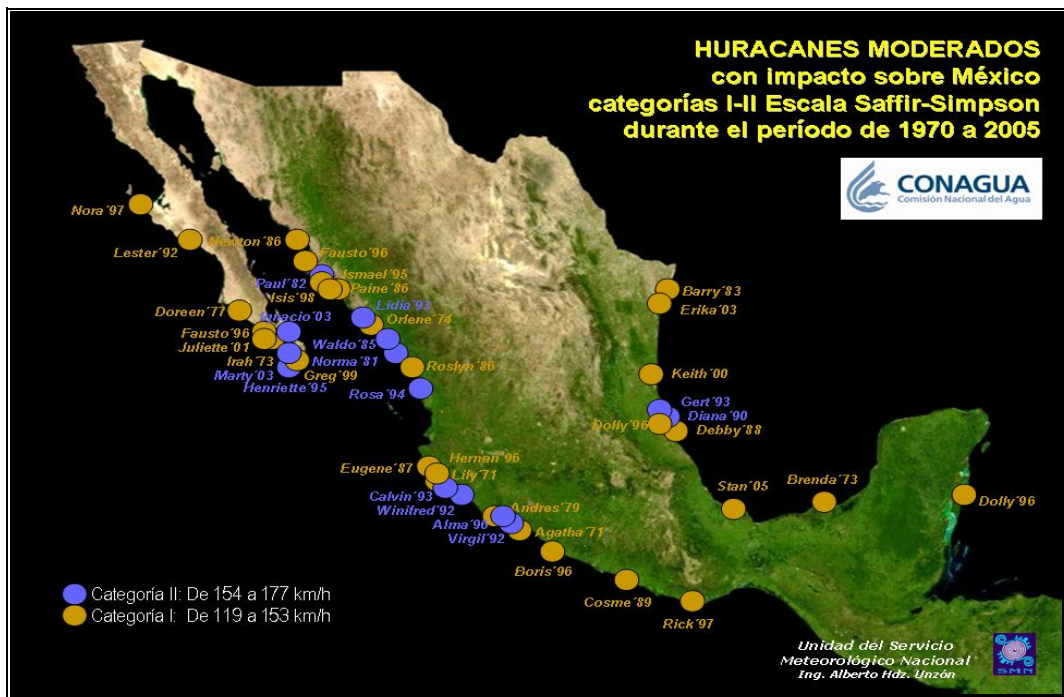 HURACANES MODERADOS
con impacto sobre México
categorías I-II Escala Saffir-Simpson
durante el período de 1970 a 2005
CONAGUA
Comisión Nacional del Agua
Nora´97
Lester´92
Newton´86
Fausto´96
Paul´82
Ismael´95
Isis´98
Paine´86
Doreen´77
Ignacio´03
Lidia´93
Orlene´74
Fausto´96
Juliette´01
Waldo´85
Irah´73
Norma´81
Roslyn´86
Marty´03
Greg´99
Henriette´95
Rosa´94
Barry´83
Erika´03
Keith´00
Gert´93
Diana´90
Dolly´96
Debby´88
Eugene´87
Hernan´96
Lily´71
Calvin´93
Winifred´92
Andres´79
Alma´96
Virgil´92
Agatha´71
Boris´96
Stan´05
Brenda´73
Dolly´96
Cosme´89
Rick´97
Categoría II: De 154 a 177 km/h
Categoría I: De 119 a 153 km/h
Unidad del Servicio
Meteorológico Nacional
Ing. Alberto Hdz. Unzón
SMN